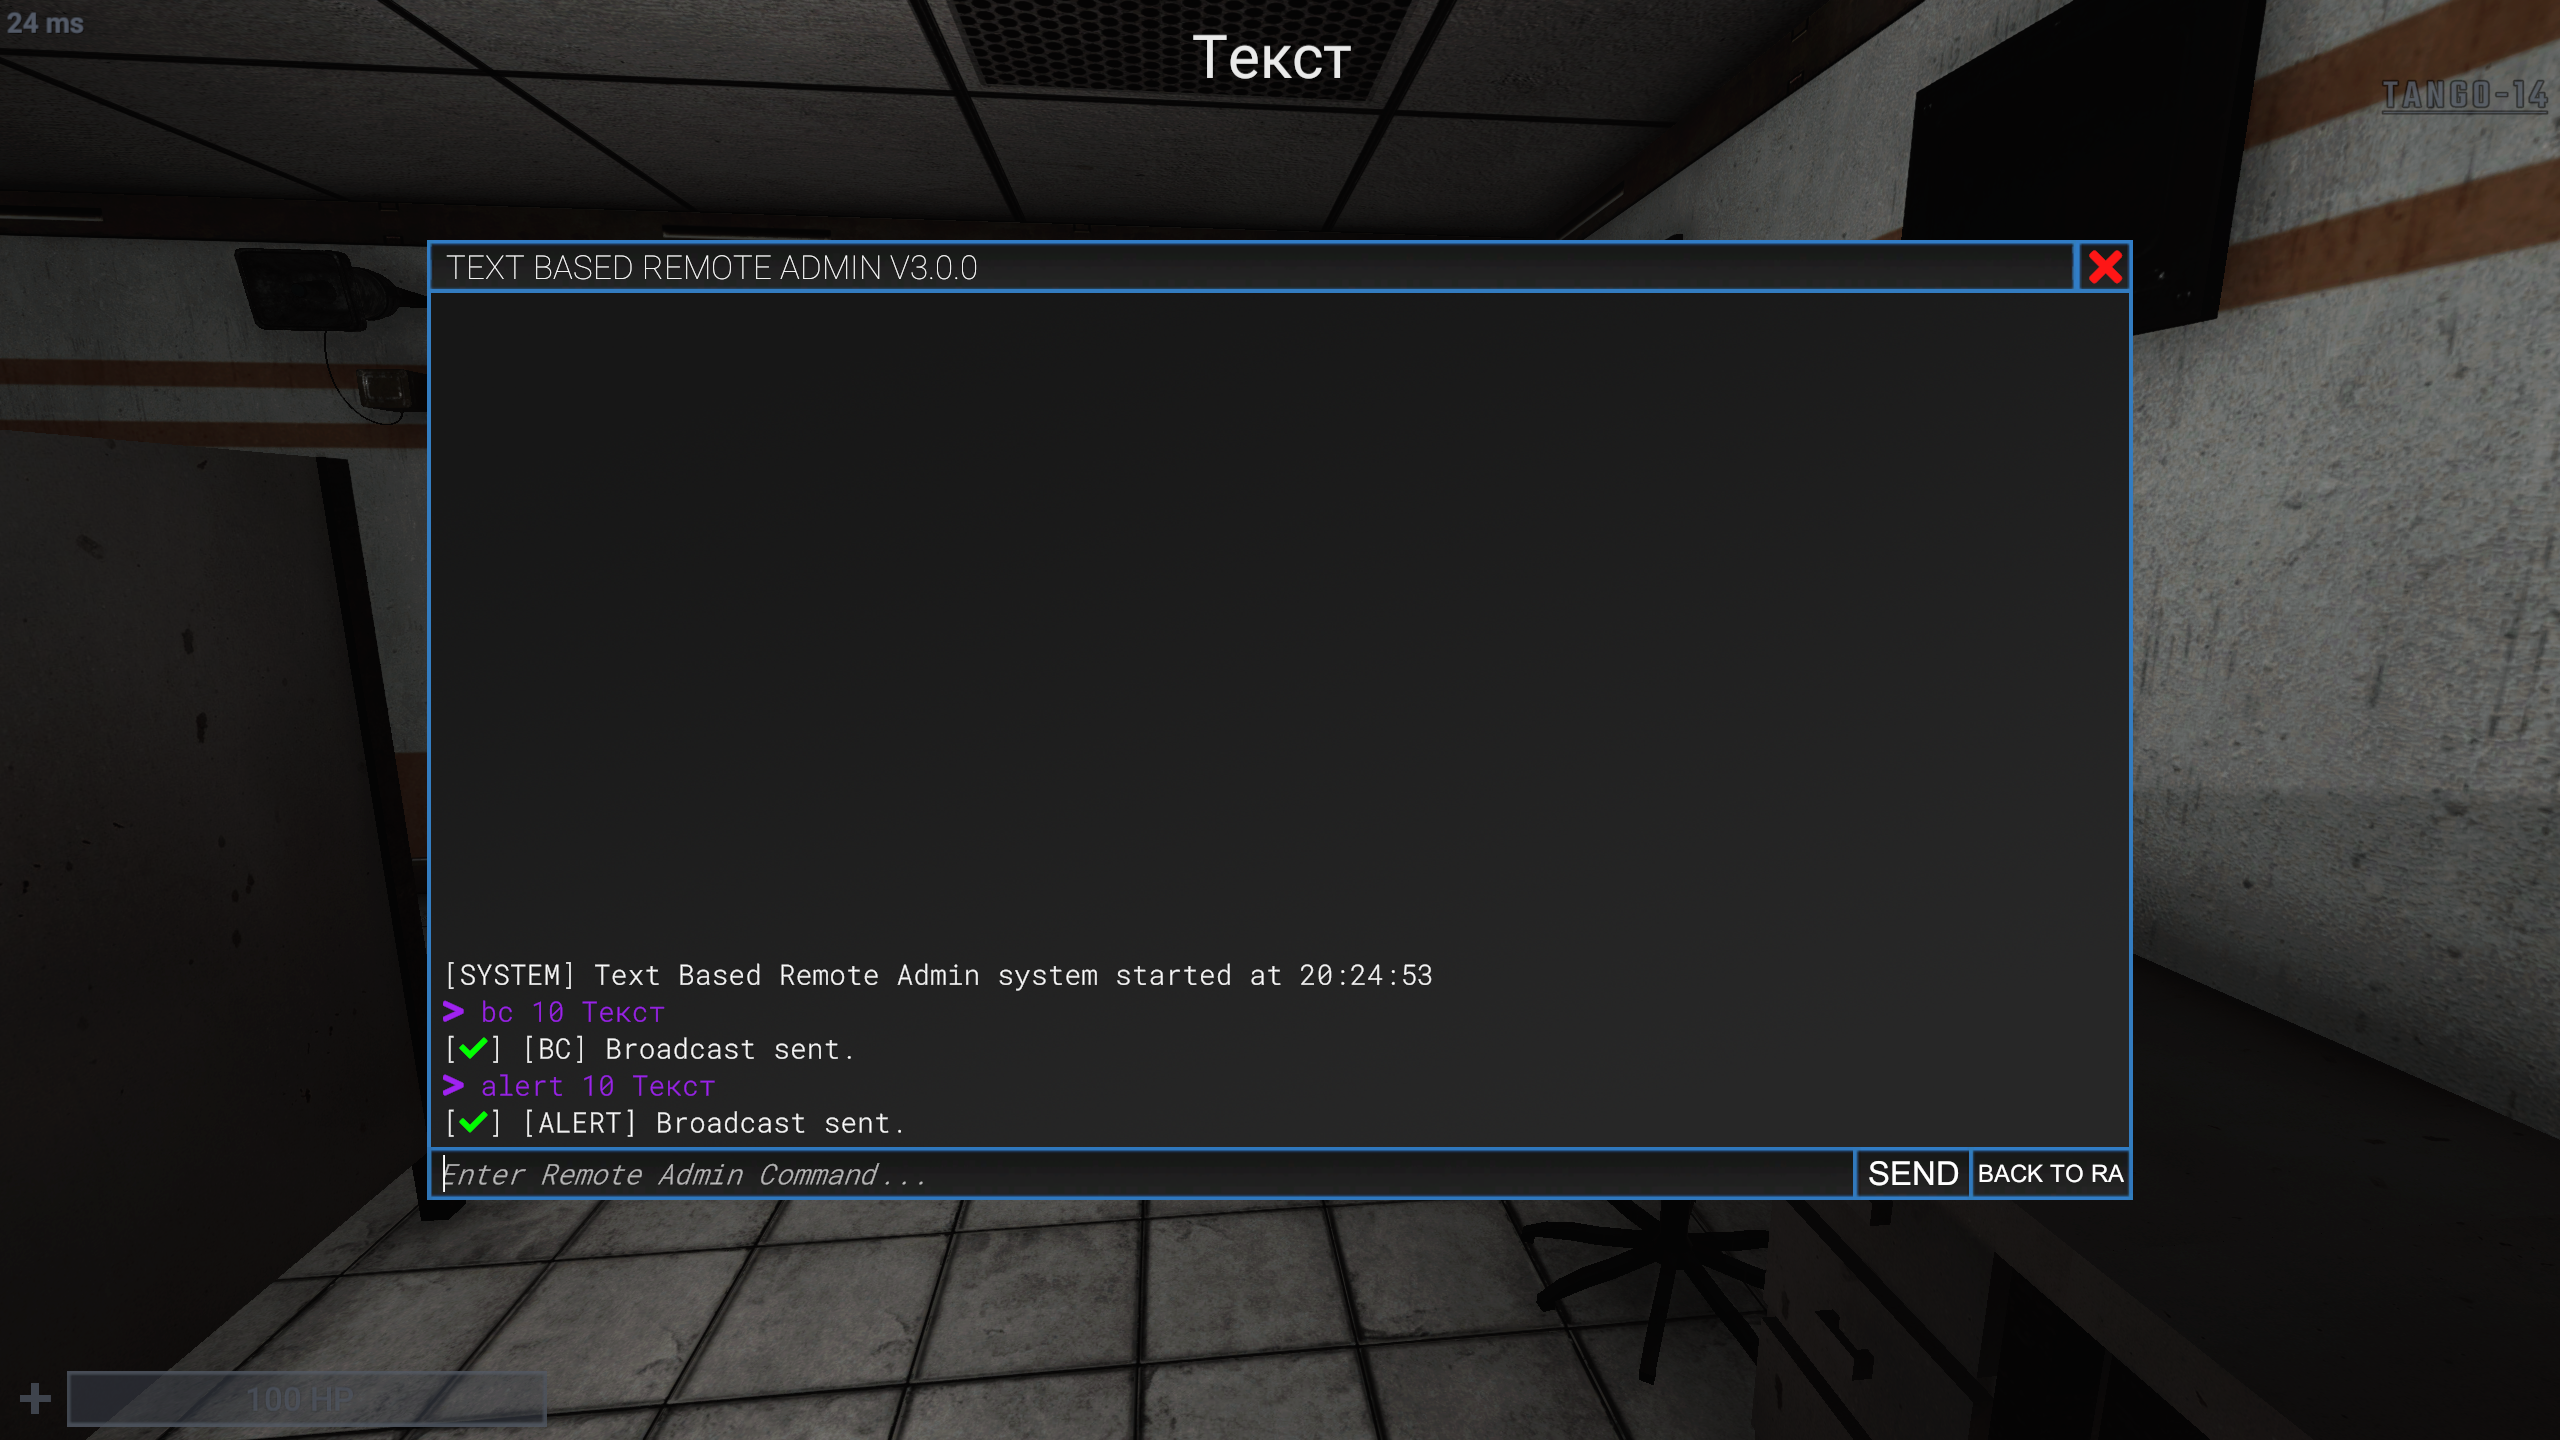 24 ms
Текст
TANGO-14
TEXT BASED REMOTE ADMIN V3.0.0
[SYSTEM] Text Based Remote Admin system started at 20:24:53
> bc 10 Текст
[✔] [BC] Broadcast sent.
> alert 10 Текст
[✔] [ALERT] Broadcast sent.
Enter Remote Admin Command...
SEND
BACK TO RA
100 HP